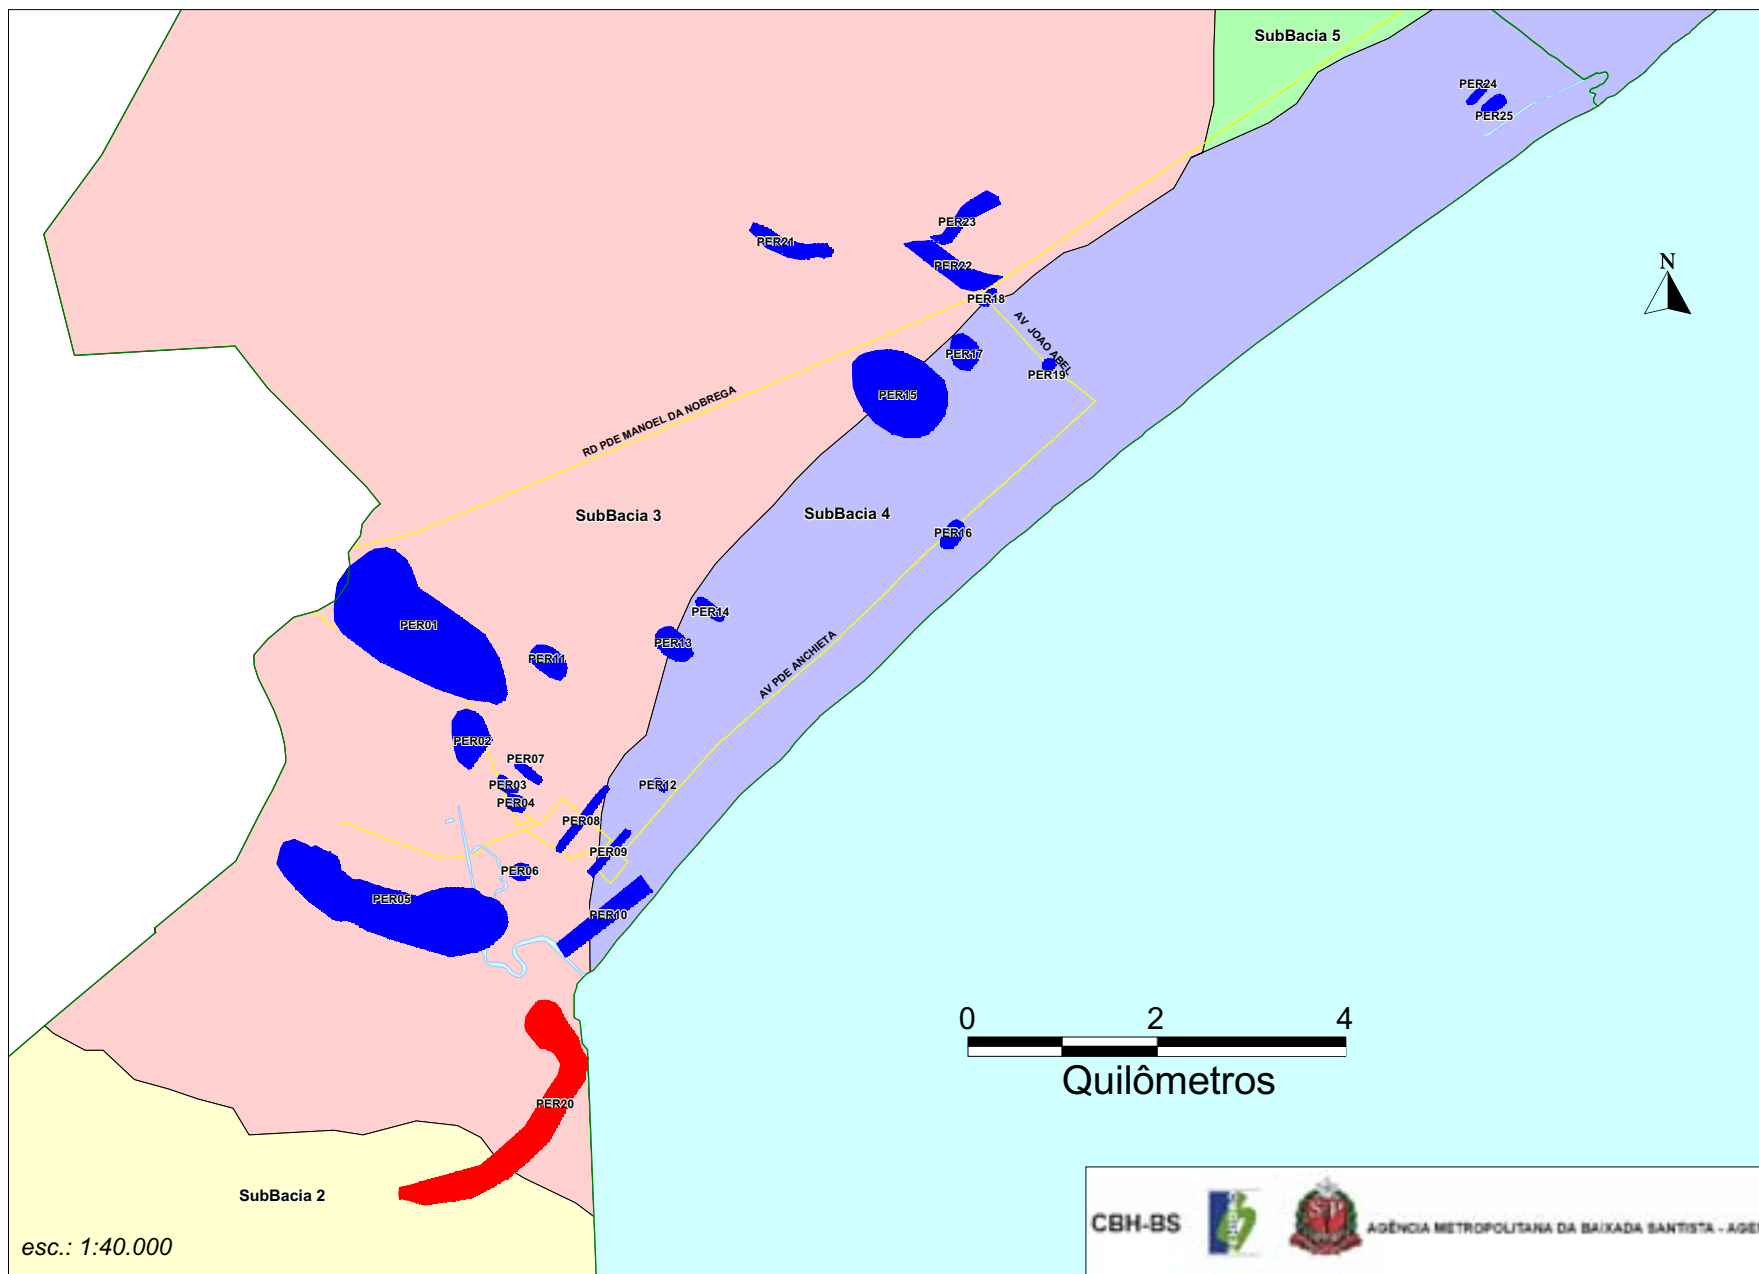 SubBacia 5
PER24
PER25
PER23
PER21
PER22
N
PER18
AV JOAO ABEL
PER17
PER19
PER15
RD PDE MANOEL DA NOBREGA
SubBacia 3
SubBacia 4
PER16
PER14
PER01
PER13
PER11
AV PDE ANCHIETA
PER02
PER07
PER03
PER12
PER04
PER08
PER09
PER06
PER05
PER10
0 2 4
Quilômetros
PER20
SubBacia 2
CBH-BS
AGÊNCIA METROPOLITANA DA BAIXADA SANTISTA - AGE
esc.: 1:40.000